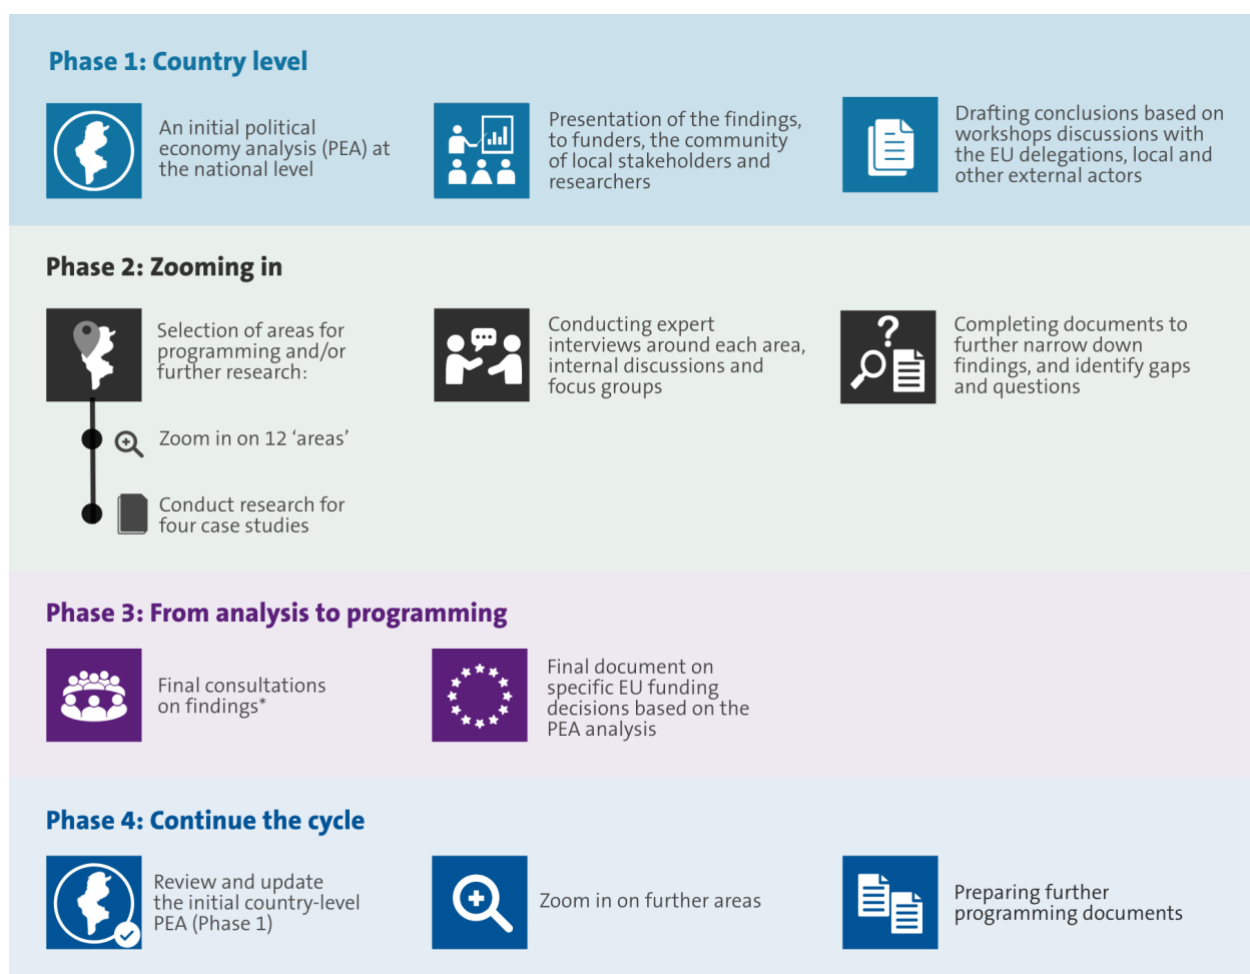 Phase 1: Country level
An initial political
economy analysis (PEA) at
the national level
Presentation of the findings,
to funders, the community
of local stakeholders and
researchers
Drafting conclusions based on
workshops discussions with
the EU delegations, local and
other external actors
Phase 2: Zooming in
Selection of areas for
programming and/or
further research:
Zoom in on 12 ‘areas’
Conduct research for
four case studies
Conducting expert
interviews around each area,
internal discussions and
focus groups
Completing documents to
further narrow down
findings, and identify gaps
and questions
Phase 3: From analysis to programming
Final consultations
on findings*
Final document on
specific EU funding
decisions based on the
PEA analysis
Phase 4: Continue the cycle
Review and update
the initial country-level
PEA (Phase 1)
Zoom in on further areas
Preparing further
programming documents